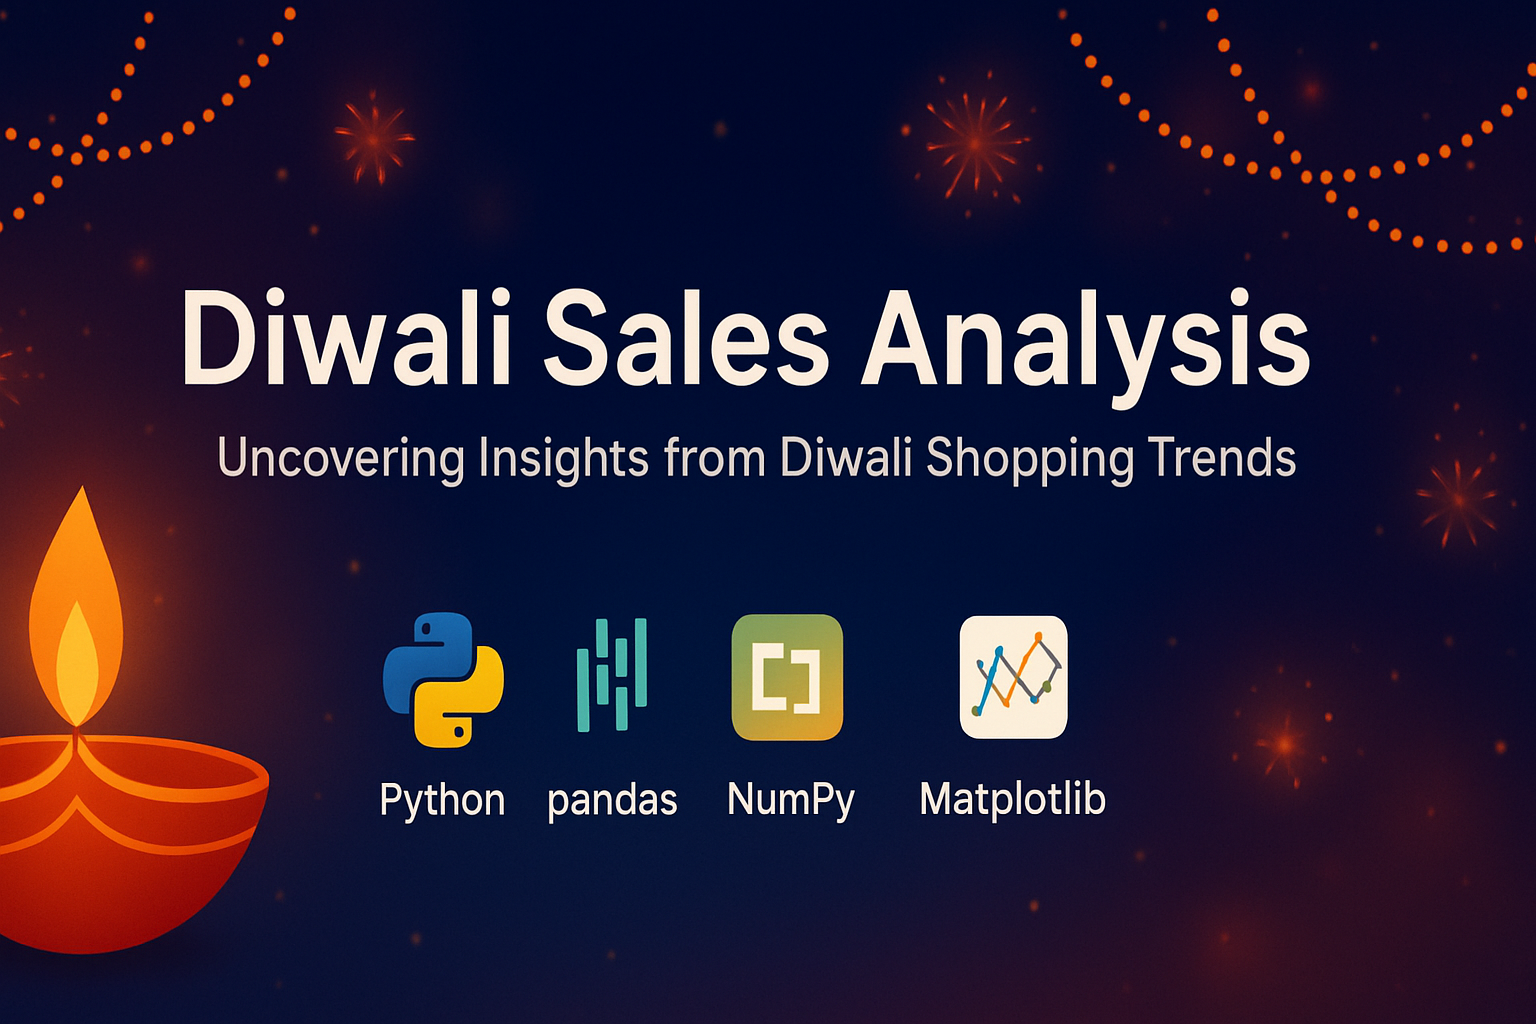 Diwali Sales Analysis
Uncovering Insights from Diwali Shopping Trends
Python pandas NumPy Matplotlib